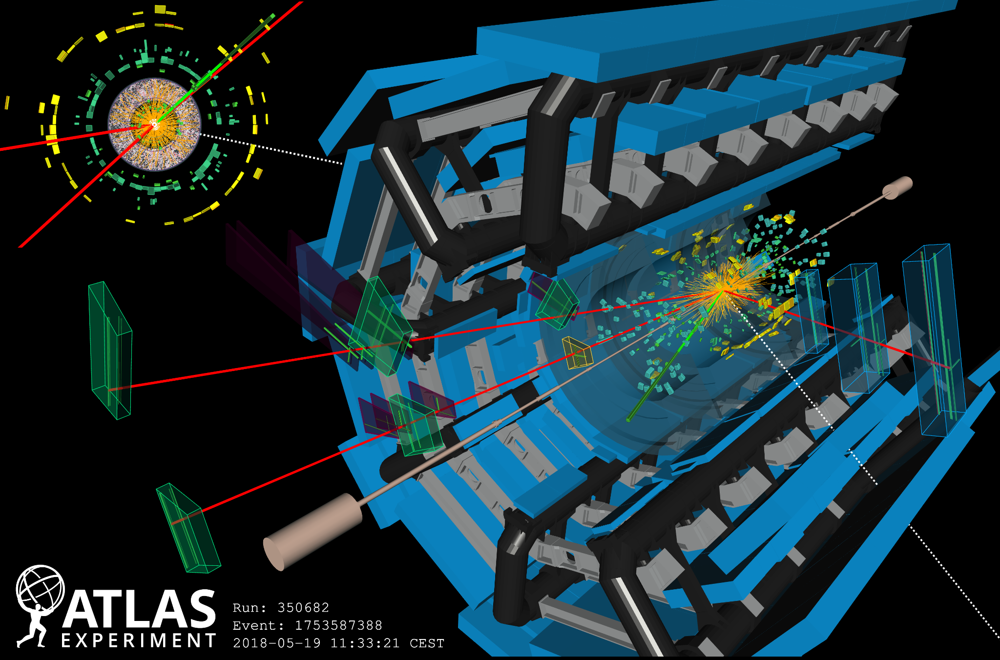 ATLAS
EXPERIMENT
Run: 350682
Event: 1753587388
2018-05-19 11:33:21 CEST